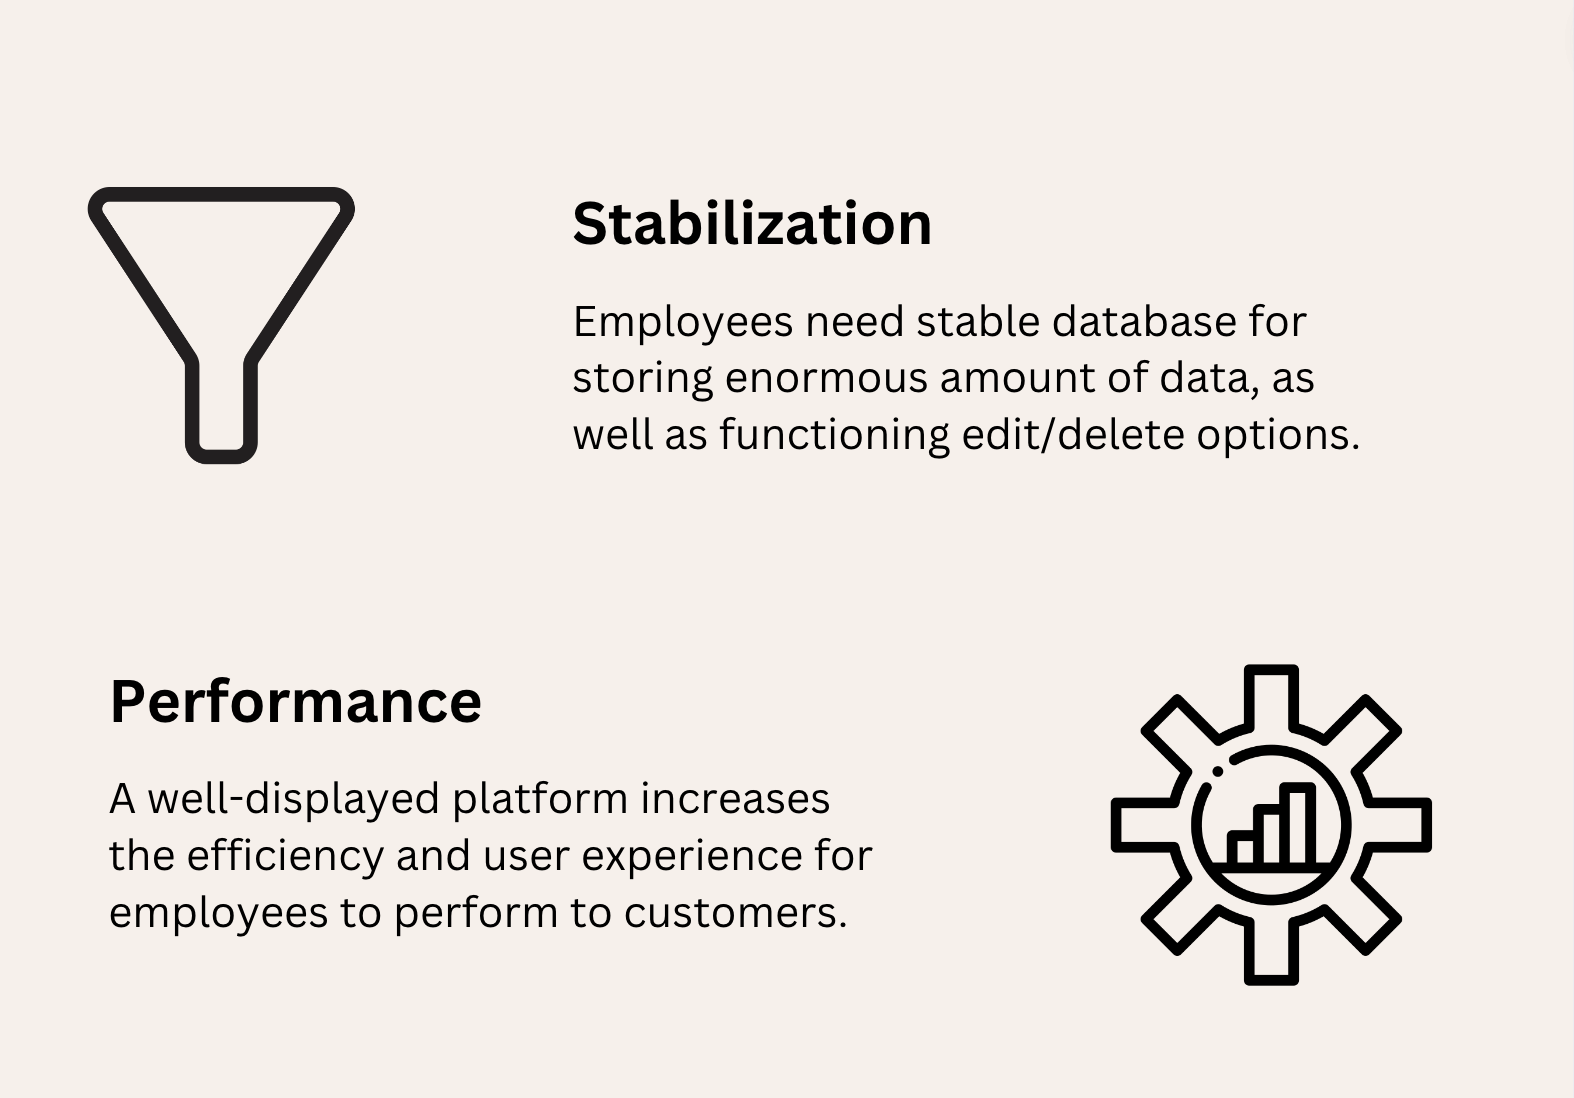 Stabilization
Employees need stable database for
storing enormous amount of data, as
well as functioning edit/delete options.
Performance
A well-displayed platform increases
the efficiency and user experience for
employees to perform to customers.